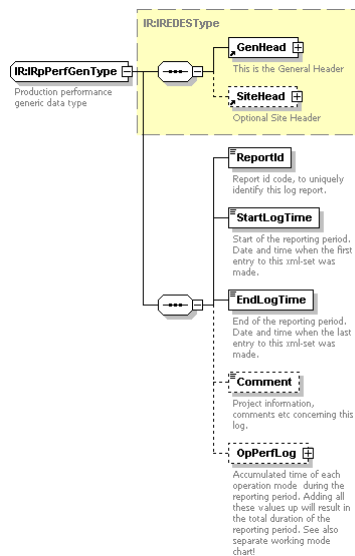 IR:IREDESType
IR:IRpPerfGenType
Production performance
generic data type
GenHead
This is the General Header
SiteHead
Optional Site Header
ReportId
Report id code, to uniquely
identify this log report.
StartLogTime
Start of the reporting period.
Date and time when the first
entry to this xml-set was
made.
EndLogTime
End of the reporting period.
Date and time when the last
entry to this xml-set was
made.
Comment
Project information,
comments etc concerning this
log.
OpPerfLog
Accumulated time of each
operation mode during the
reporting period. Adding all
these values up will result in
the total duration of the
reporting period. See also
separate working mode
chart!